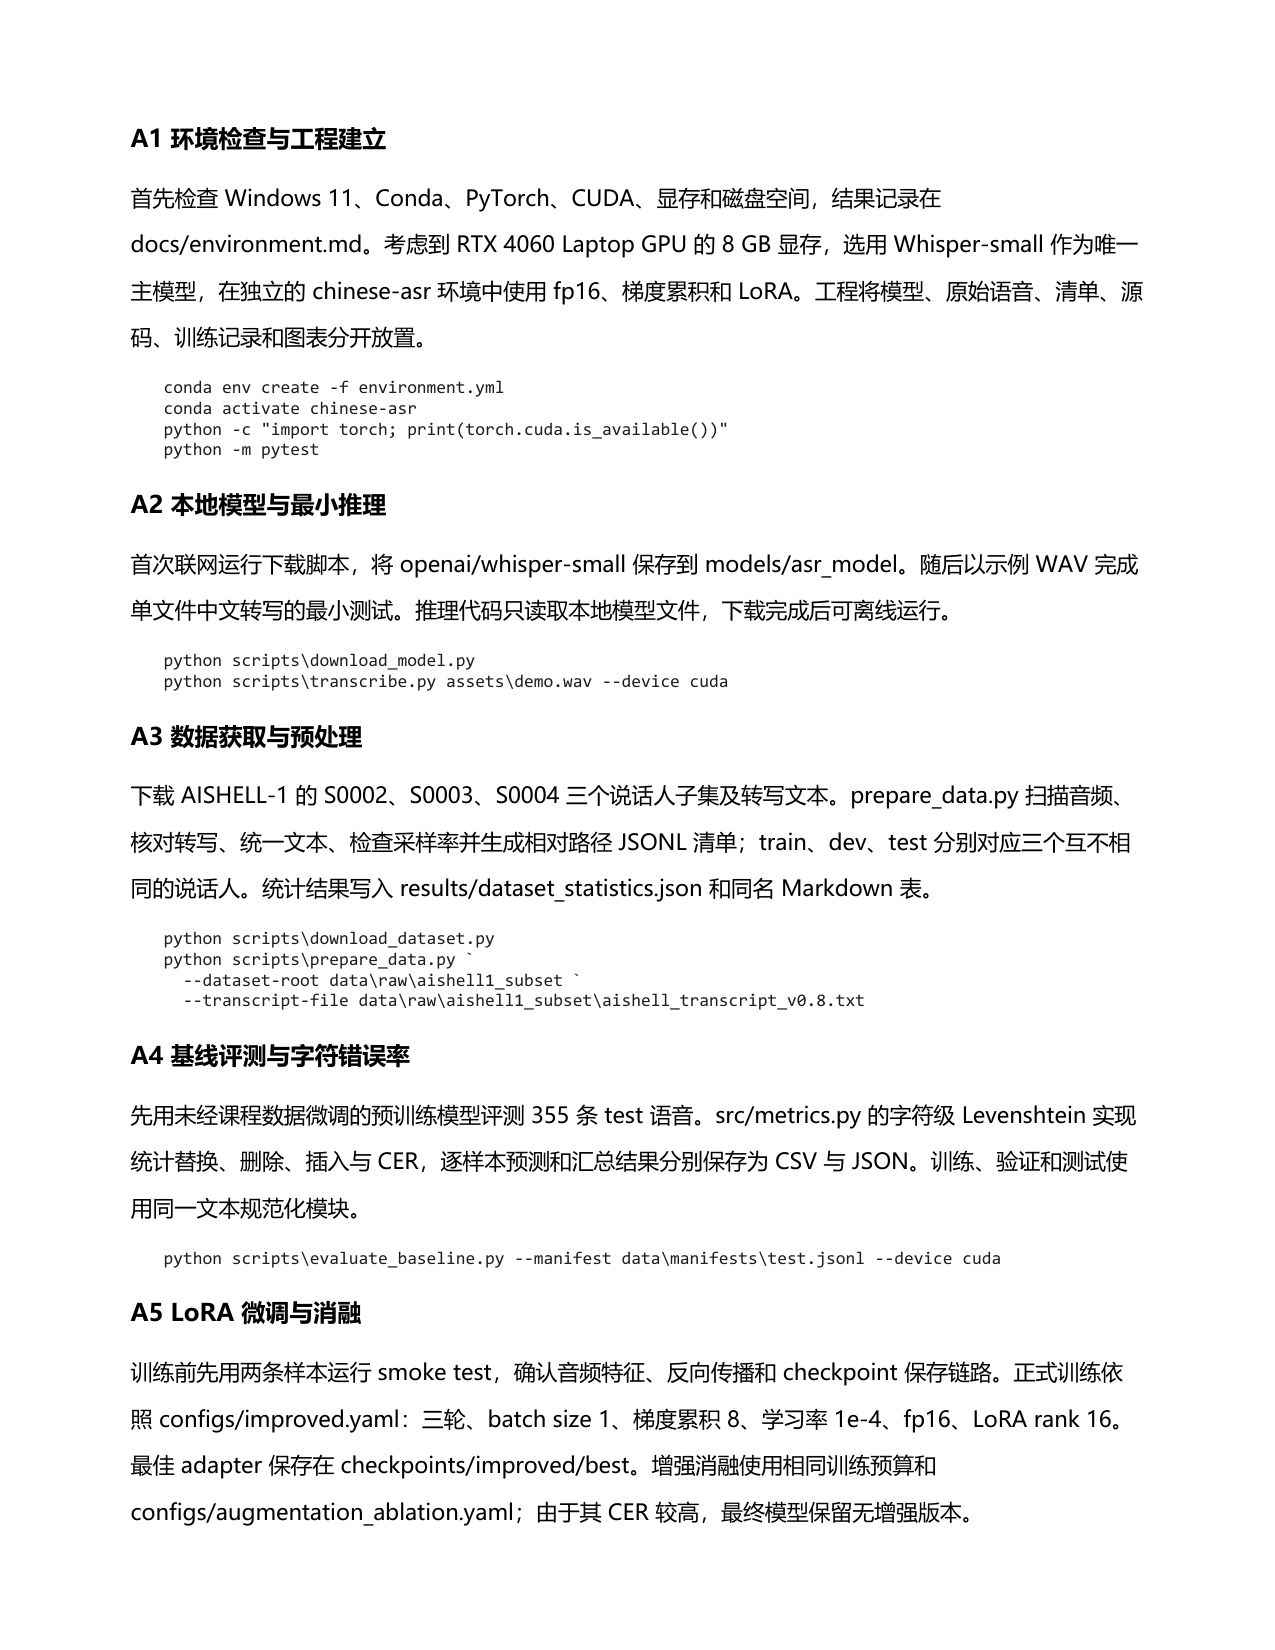 A1 环境检查与工程建立
首先检查 Windows 11、Conda、PyTorch、CUDA、显存和磁盘空间，结果记录在
docs/environment.md。考虑到 RTX 4060 Laptop GPU 的 8 GB 显存，选用 Whisper-small 作为唯一
主模型，在独立的 chinese-asr 环境中使用 fp16、梯度累积和 LoRA。工程将模型、原始语音、清单、源
码、训练记录和图表分开放置。
conda env create -f environment.yml
conda activate chinese-asr
python -c "import torch; print(torch.cuda.is_available())"
python -m pytest
A2 本地模型与最小推理
首次联网运行下载脚本，将 openai/whisper-small 保存到 models/asr_model。随后以示例 WAV 完成
单文件中文转写的最小测试。推理代码只读取本地模型文件，下载完成后可离线运行。
python scripts\download_model.py
python scripts\transcribe.py assets\demo.wav --device cuda
A3 数据获取与预处理
下载 AISHELL-1 的 S0002、S0003、S0004 三个说话人子集及转写文本。prepare_data.py 扫描音频、
核对转写、统一文本、检查采样率并生成相对路径 JSONL 清单；train、dev、test 分别对应三个互不相
同的说话人。统计结果写入 results/dataset_statistics.json 和同名 Markdown 表。
python scripts\download_dataset.py
python scripts\prepare_data.py `
--dataset-root data\raw\aishell1_subset `
--transcript-file data\raw\aishell1_subset\aishell_transcript_v0.8.txt
A4 基线评测与字符错误率
先用未经课程数据微调的预训练模型评测 355 条 test 语音。src/metrics.py 的字符级 Levenshtein 实现
统计替换、删除、插入与 CER，逐样本预测和汇总结果分别保存为 CSV 与 JSON。训练、验证和测试使
用同一文本规范化模块。
python scripts\evaluate_baseline.py --manifest data\manifests\test.jsonl --device cuda
A5 LoRA 微调与消融
训练前先用两条样本运行 smoke test，确认音频特征、反向传播和 checkpoint 保存链路。正式训练依
照 configs/improved.yaml：三轮、batch size 1、梯度累积 8、学习率 1e-4、fp16、LoRA rank 16。
最佳 adapter 保存在 checkpoints/improved/best。增强消融使用相同训练预算和
configs/augmentation_ablation.yaml；由于其 CER 较高，最终模型保留无增强版本。